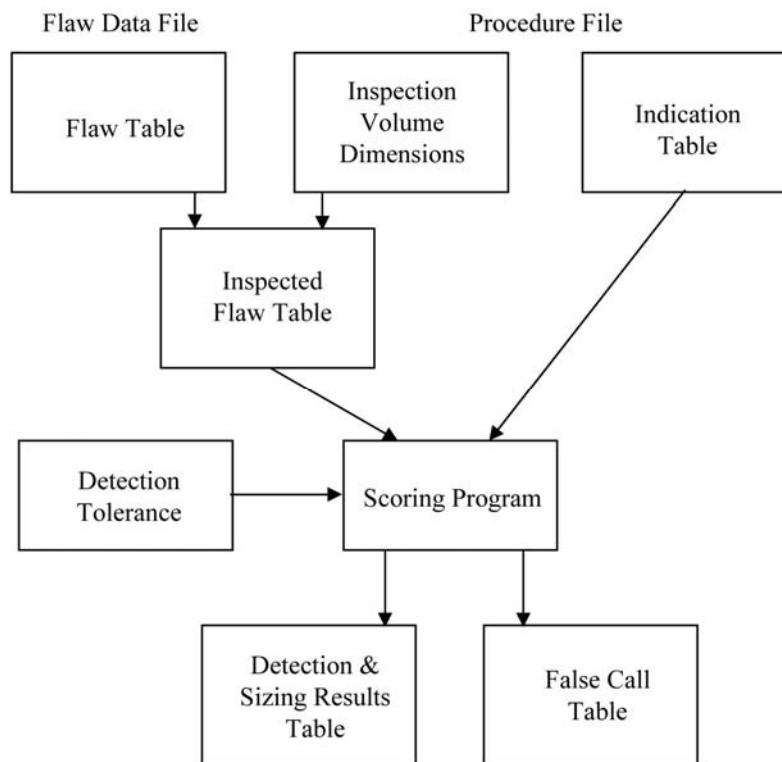 Flaw Data File
Procedure File
Flaw Table
Inspection
Volume
Dimensions
Indication
Table
Inspected
Flaw Table
Detection
Tolerance
Scoring Program
Detection &
Sizing Results
Table
False Call
Table